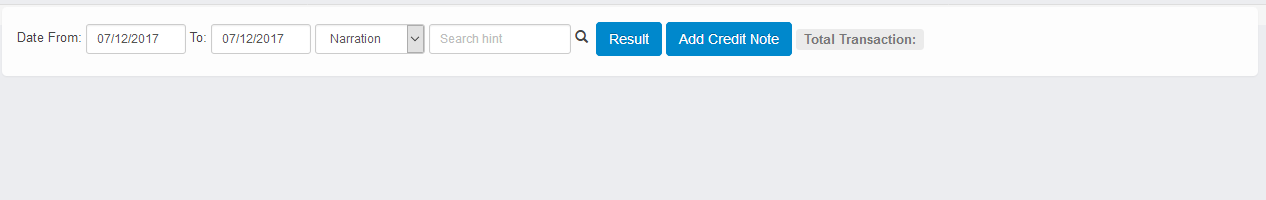 Date From: 07/12/2017 To: 07/12/2017 Narration Search hint Result Add Credit Note Total Transaction: